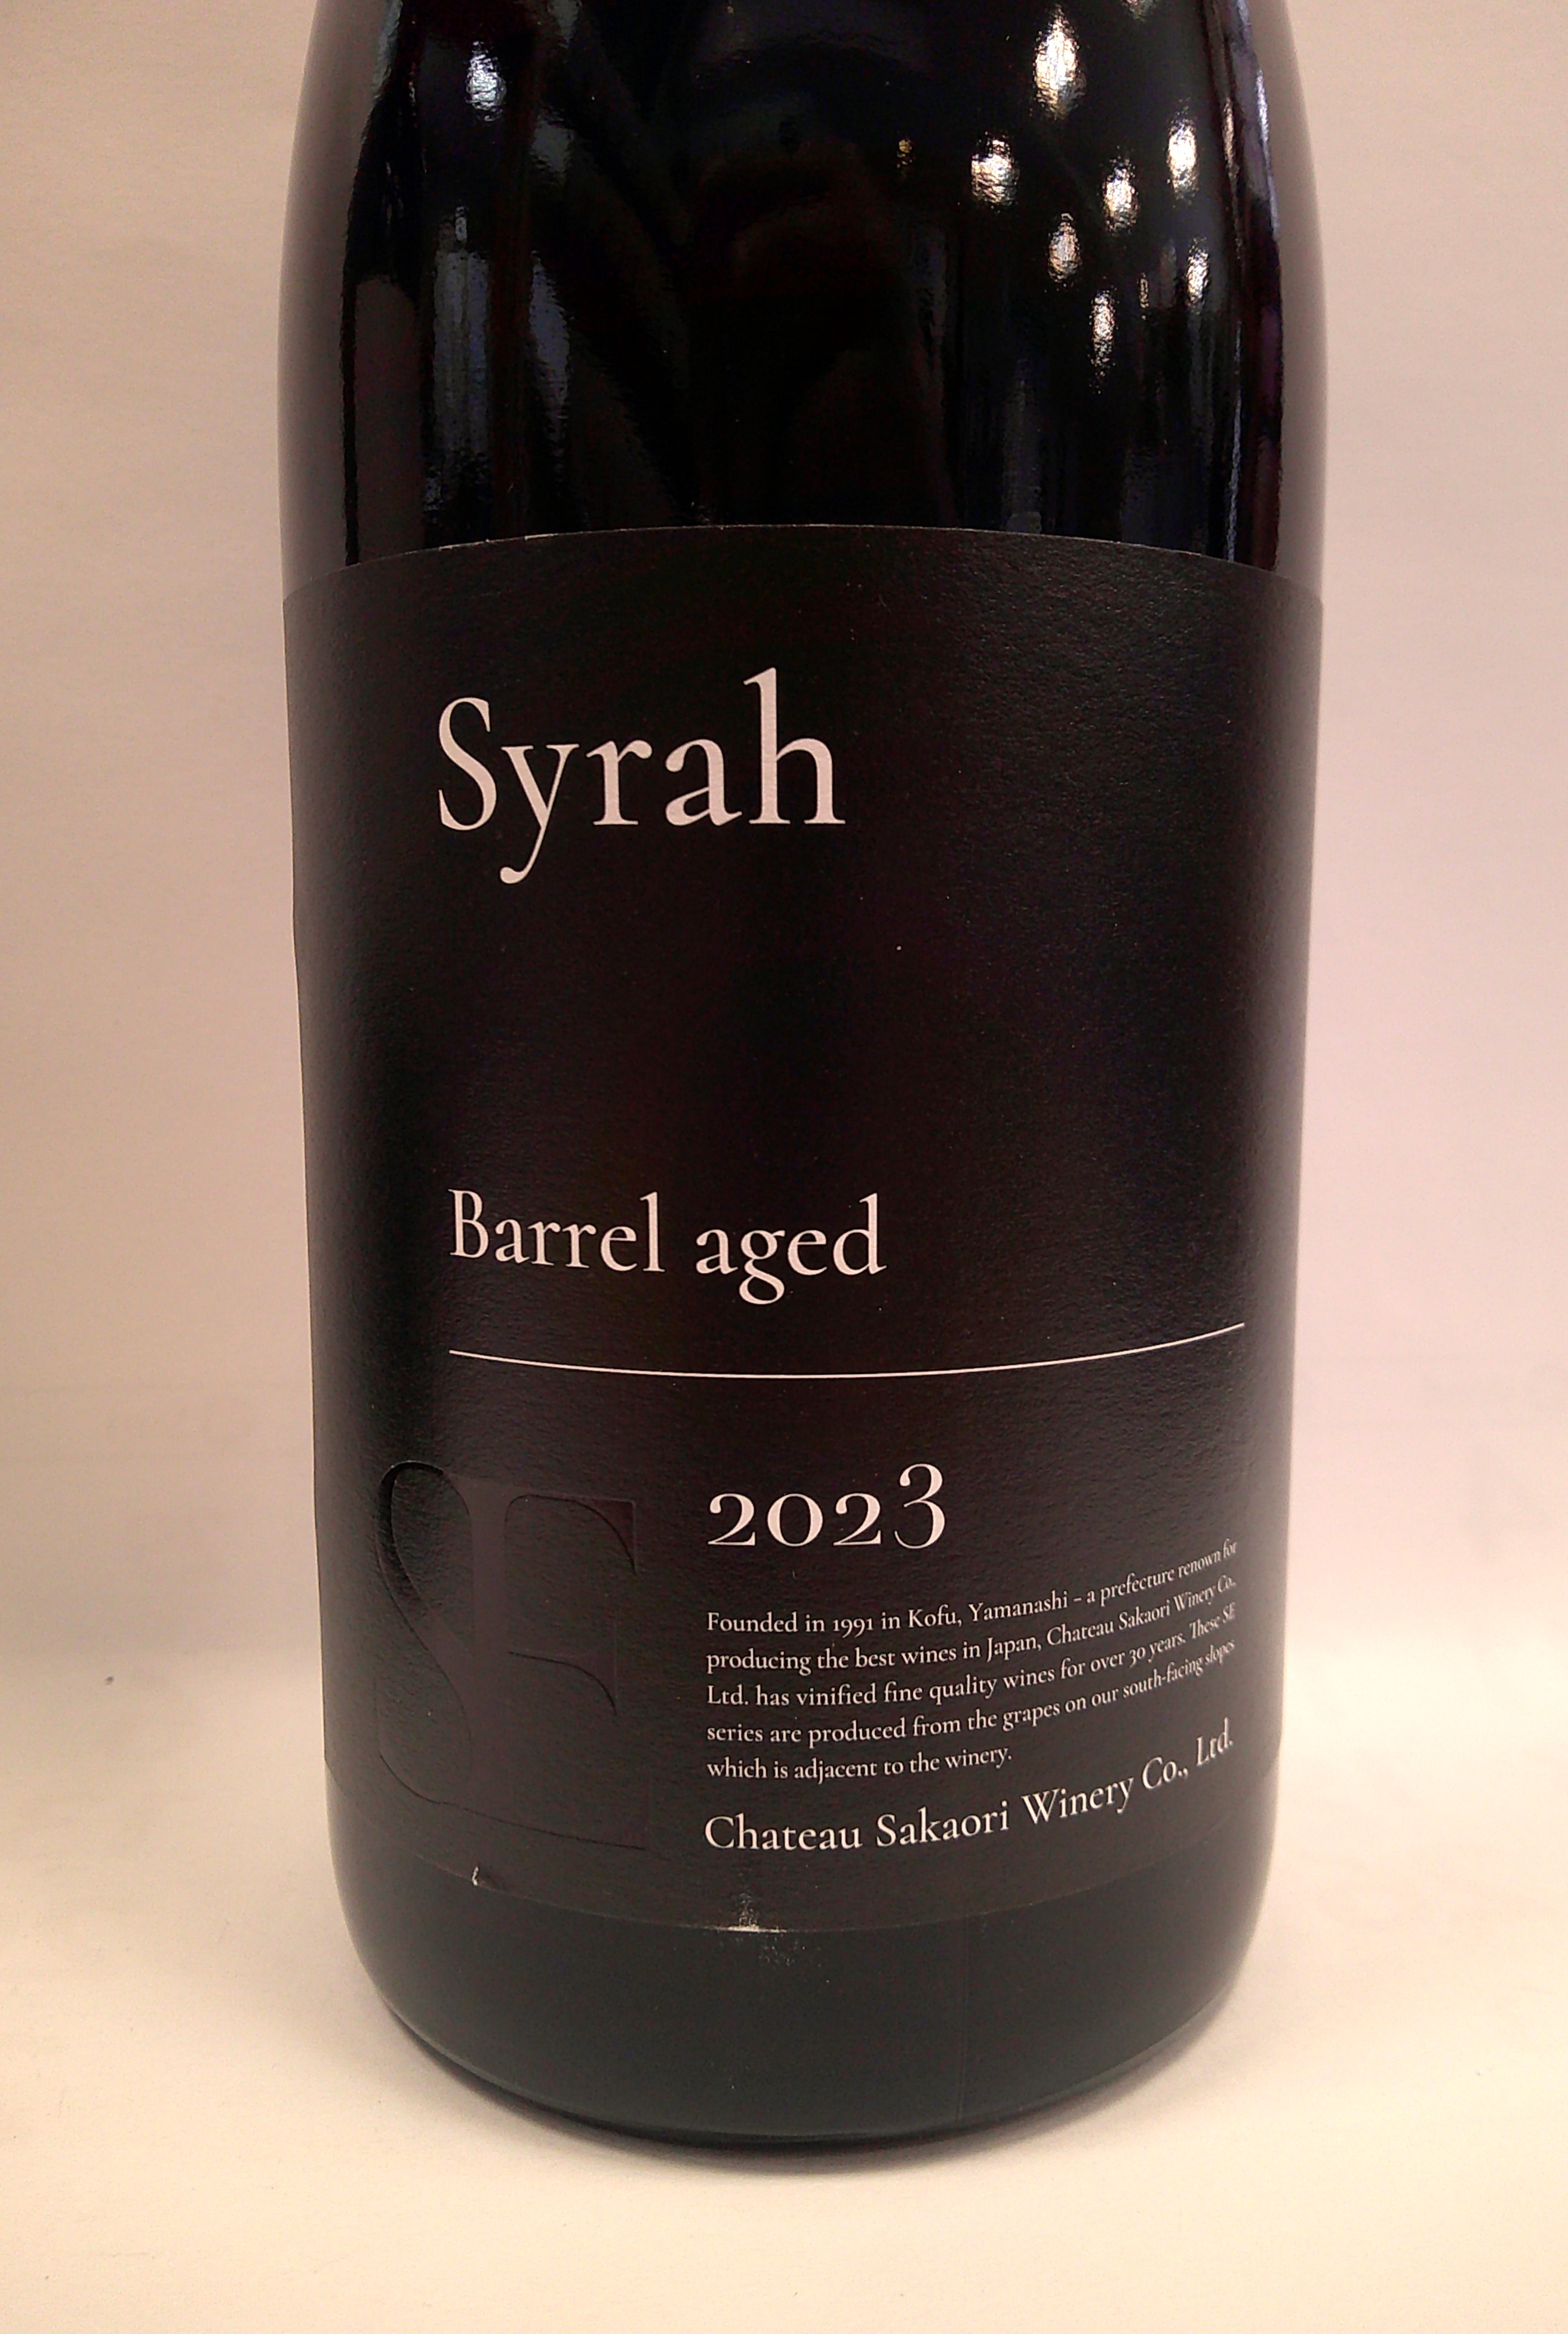 Syrah
Barrel aged
2023
Founded in 1991 in Kofu, Yamanashi - a prefecture renown for
producing the best wines in Japan, Chateau Sakaori Winery Co.,
Ltd. has vinified fine quality wines for over 30 years. These SE
series are produced from the grapes on our south-facing slopes
which is adjacent to the winery.
Chateau Sakaori Winery Co., Ltd.
SE